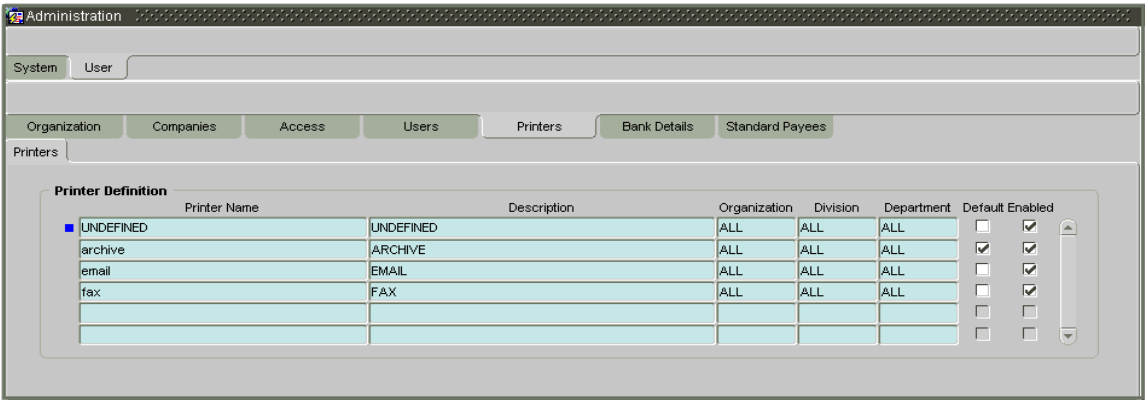 Administration
System User
Organization Companies Access Users Printers Bank Details Standard Payees
Printers
Printer Definition
Printer Name Description Organization Division Department Default Enabled
UNDEFINED UNDEFINED ALL ALL ALL
archive ARCHIVE ALL ALL ALL
email EMAIL ALL ALL ALL
fax FAX ALL ALL ALL